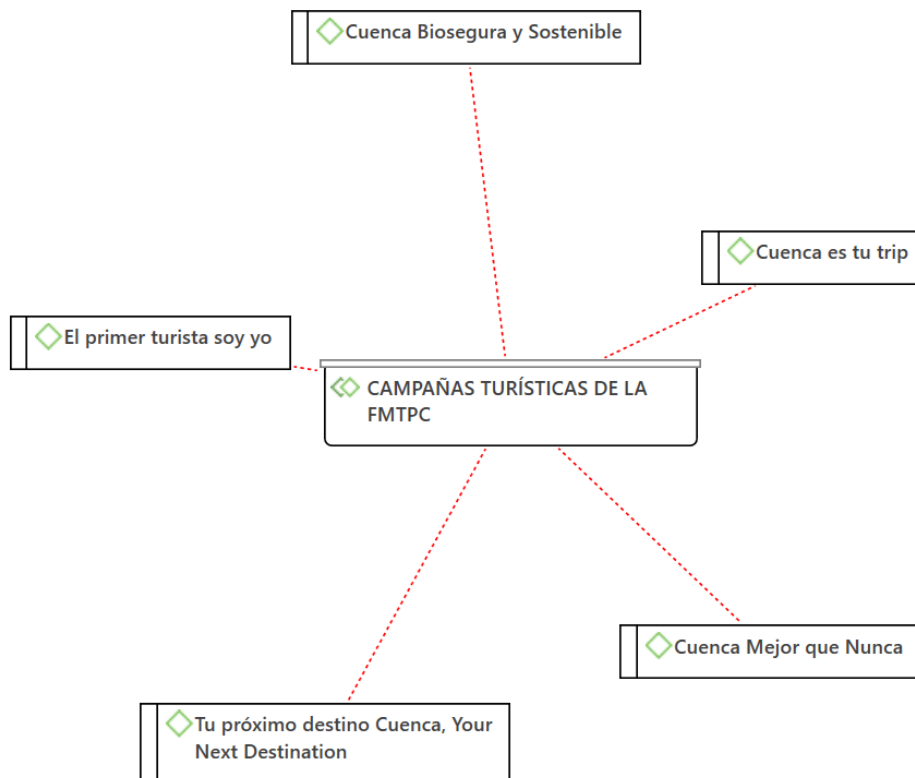 Cuenca Biosegura y Sostenible
Cuenca es tu trip
El primer turista soy yo
CAMPAÑAS TURÍSTICAS DE LA
FMTPC
Cuenca Mejor que Nunca
Tu próximo destino Cuenca, Your
Next Destination